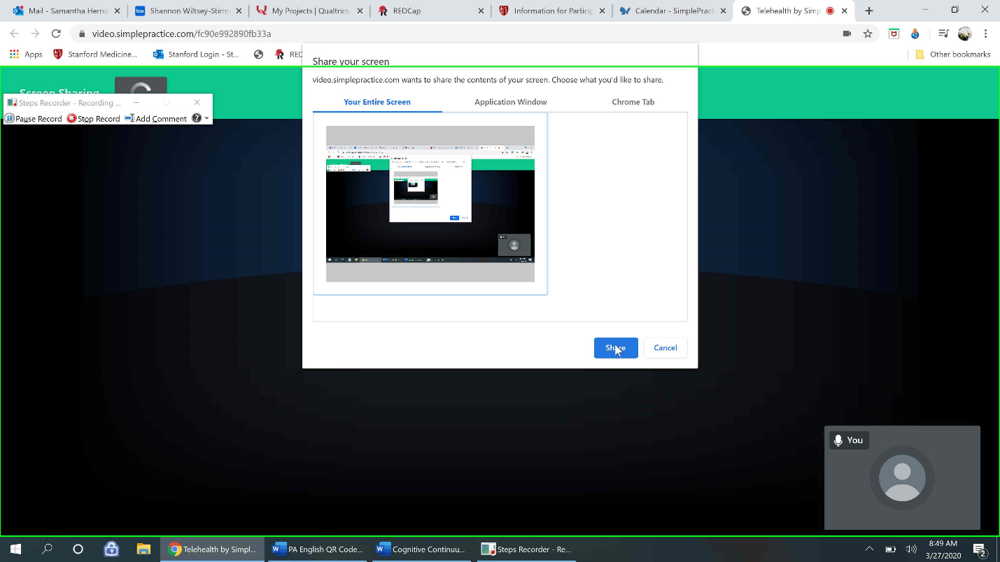 Mail - Samantha Herna
box Shannon Wiltsey-Stirm
My Projects | Qualtrics
REDCap
Information for Particip
Calendar - SimplePract
Telehealth by Simp
video.simplepractice.com/fc90e992890fb33a
Apps
Stanford Medicine...
Stanford Login - St...
RED
Other bookmarks
Share your screen
video.simplepractice.com wants to share the contents of your screen. Choose what you'd like to share.
Your Entire Screen
Application Window
Chrome Tab
Screen Sharing
Steps Recorder - Recording ...
Pause Record
Stop Record
Add Comment
Share
Cancel
You
Telehealth by Simpl...
PA English QR Code...
Cognitive Continuu...
Steps Recorder - Re...
8:49 AM
3/27/2020
2